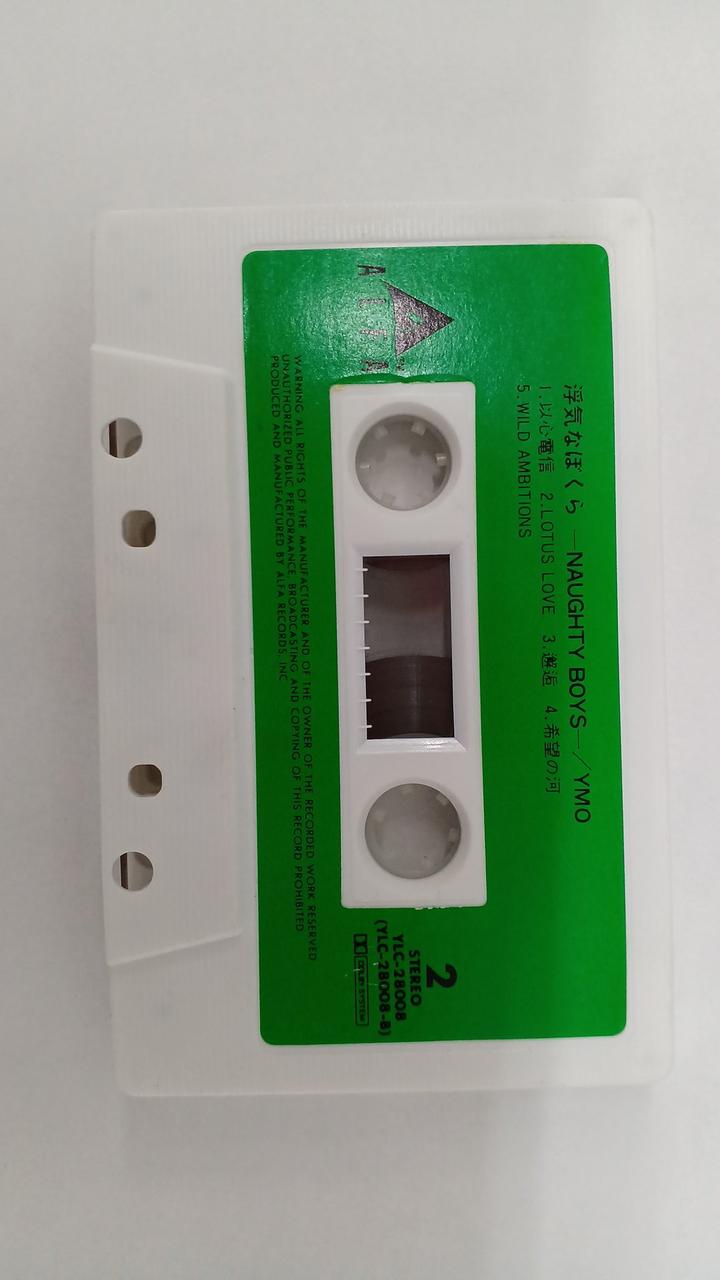 ALFA
TM
浮気なぼくら —NAUGHTY BOYS—／YMO
1.以心電信 2.LOTUS LOVE 3.邂逅 4.希望の河
5.WILD AMBITIONS
2
STEREO
YLC-28008
(YLC-28008-B)
DOLBY SYSTEM
WARNING ALL RIGHTS OF THE MANUFACTURER AND OF THE OWNER OF THE RECORDED WORK RESERVED
UNAUTHORIZED PUBLIC PERFORMANCE, BROADCASTING AND COPYING OF THIS RECORD PROHIBITED
PRODUCED AND MANUFACTURED BY ALFA RECORDS, INC.